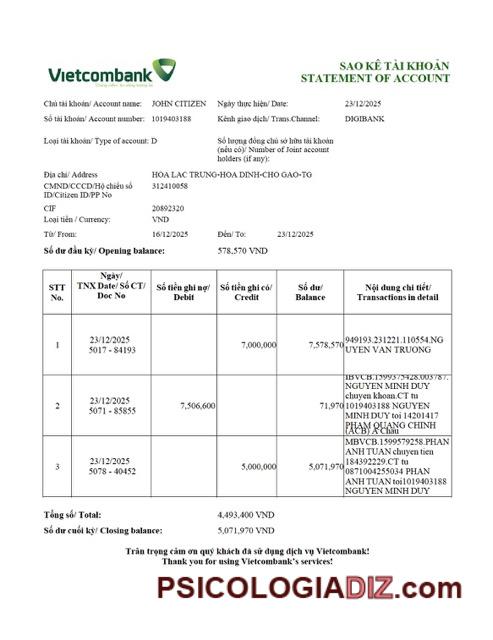 Vietcombank
SAO KÊ TÀI KHOẢN
STATEMENT OF ACCOUNT
Chủ tài khoản/ Account name: JOHN CITIZEN Ngày thực hiện/ Date: 23/12/2025
Số tài khoản/ Account number: 1019403188 Kênh giao dịch/ Trans.Channel: DIGIBANK
Loại tài khoản/ Type of account: D Số lượng đồng chủ sở hữu tài khoản
(nếu có)/ Number of Joint account
holders (if any):
Địa chỉ/ Address HOA LAC TRUNG-HOA DINH-CHO GAO-TG
CMND/CCCD/Hộ chiếu số 312410058
ID/Citizen ID/PP No
CIF 20892320
Loại tiền / Currency: VND
Từ/ From: 16/12/2025 Đến/ To: 23/12/2025
Số dư đầu kỳ/ Opening balance: 578,570 VND
STT
No.
Ngày/
TNX Date/ Số CT/
Doc No
Số tiền ghi nợ/
Debit
Số tiền ghi có/
Credit
Số dư/
Balance
Nội dung chi tiết/
Transactions in detail
1
23/12/2025
5017 - 84193
7,000,000
7,578,570
949193.231221.110554.NG
UYEN VAN TRUONG
2
23/12/2025
5071 - 85855
7,506,600
71,970
IBVCB.1599375428.003787.
NGUYEN MINH DUY
chuyen khoan.CT tu
1019403188 NGUYEN
MINH DUY toi 14201417
PHAM QUANG CHINH
(ACB) A Chau
3
23/12/2025
5078 - 40452
5,000,000
5,071,970
MBVCB.1599579258.PHAN
ANH TUAN chuyen tien
184392229.CT tu
0871004255034 PHAN
ANH TUAN toi1019403188
NGUYEN MINH DUY
Tổng số/ Total: 4,493,400 VND
Số dư cuối kỳ/ Closing balance: 5,071,970 VND
Trân trọng cảm ơn quý khách đã sử dụng dịch vụ Vietcombank!
Thank you for using Vietcombank's services!
PSICOLOGIADIZ.com